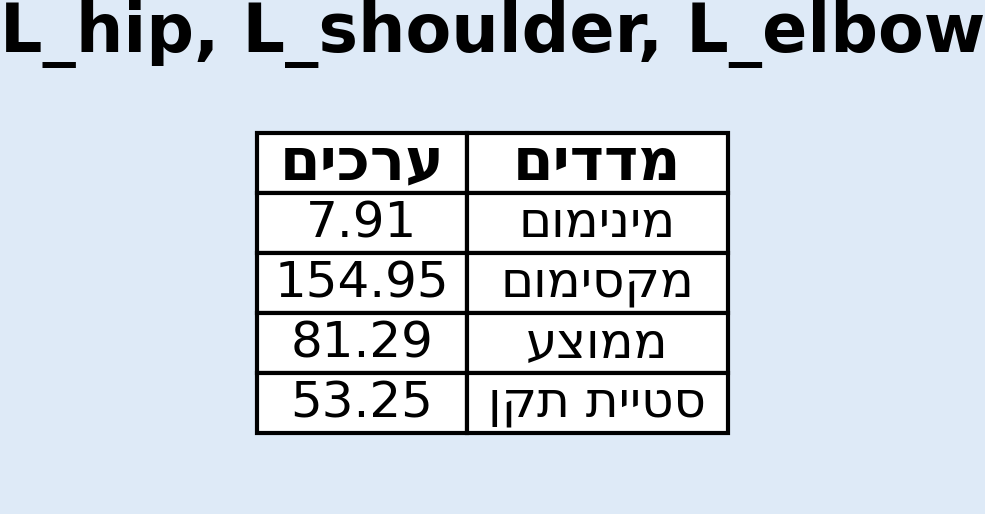 L_hip, L_shoulder, L_elbow
מדדים ערכים
מינימום 7.91
מקסימום 154.95
ממוצע 81.29
סטיית תקן 53.25